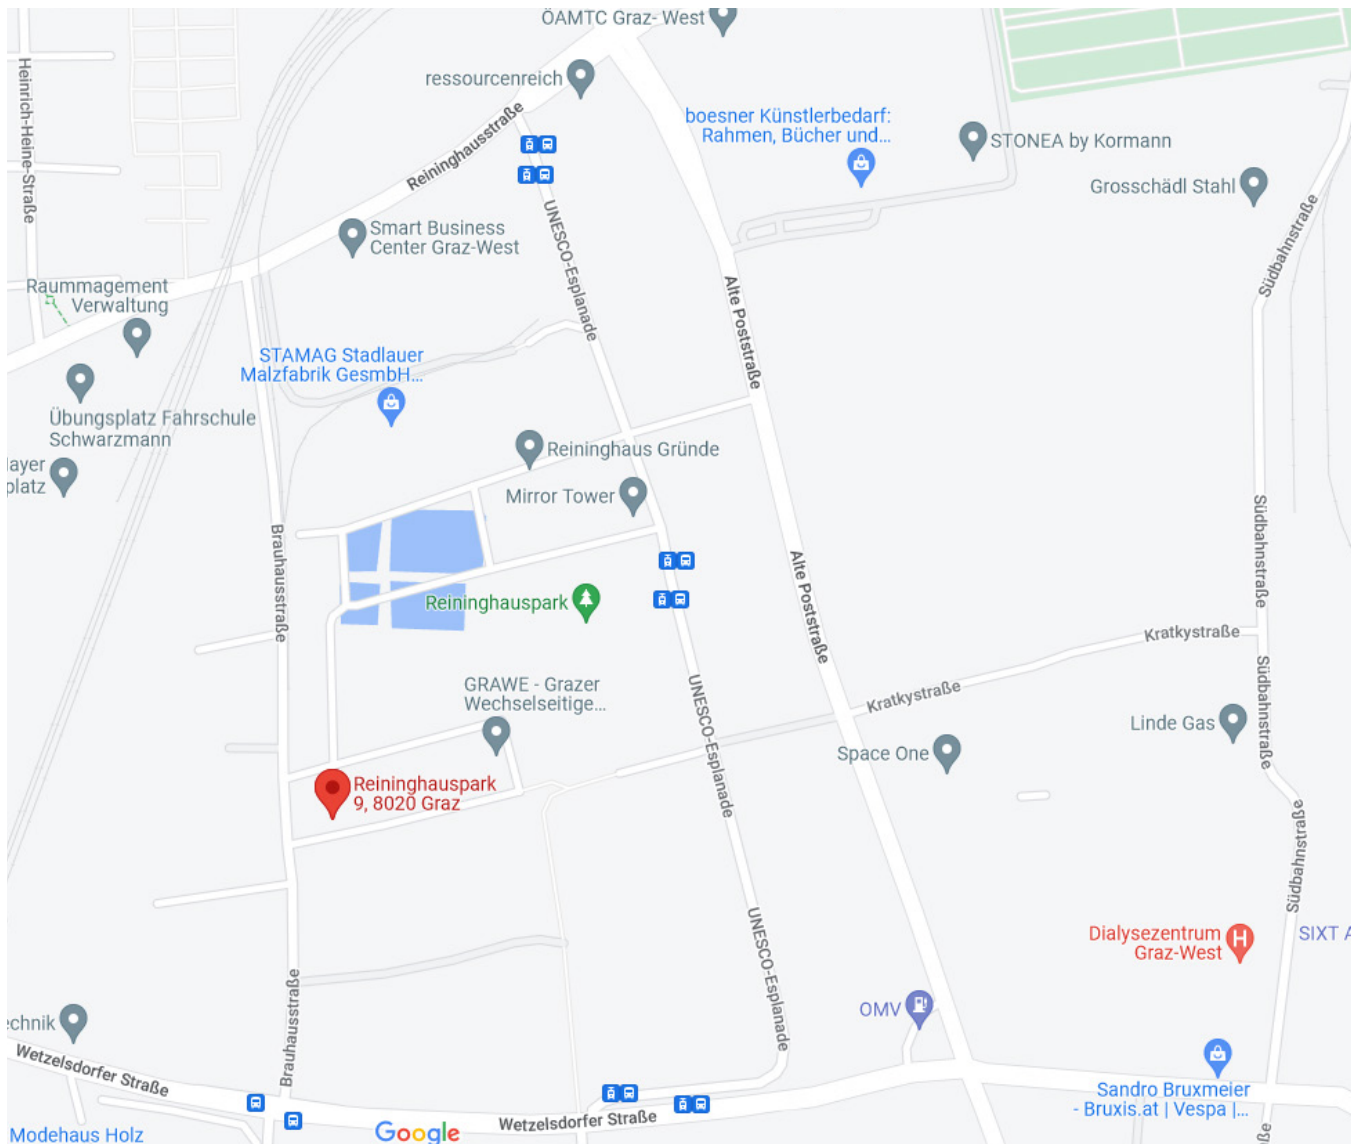 ÖAMTC Graz- West
ressourcenreich
Heinrich-Heine-Straße
Reininghausstraße
boesner Künstlerbedarf:
Rahmen, Bücher und...
STONEA by Kormann
Grosschädl Stahl
Südbahnstraße
UNESCO-Esplanade
Smart Business
Center Graz-West
Raummagement
Verwaltung
Alte Poststraße
STAMAG Stadlauer
Malzfabrik GesmbH...
Übungsplatz Fahrschule
Schwarzmann
ayer
platz
Reininghaus Gründe
Mirror Tower
Brauhausstraße
Südbahnstraße
Alte Poststraße
Reininghauspark
Kratkystraße
GRAWE - Grazer
Wechselseitige...
Kratkystraße
UNESCO-Esplanade
Südbahnstraße
Linde Gas
Space One
Reininghauspark
9, 8020 Graz
Südbahnstraße
UNESCO-Esplanade
Dialysezentrum
Graz-West
H
SIXT A
OMV
echnik
Brauhausstraße
Wetzelsdorfer Straße
Sandro Bruxmeier
- Bruxis.at | Vespa |...
Wetzelsdorfer Straße
Modehaus Holz
Google
ße